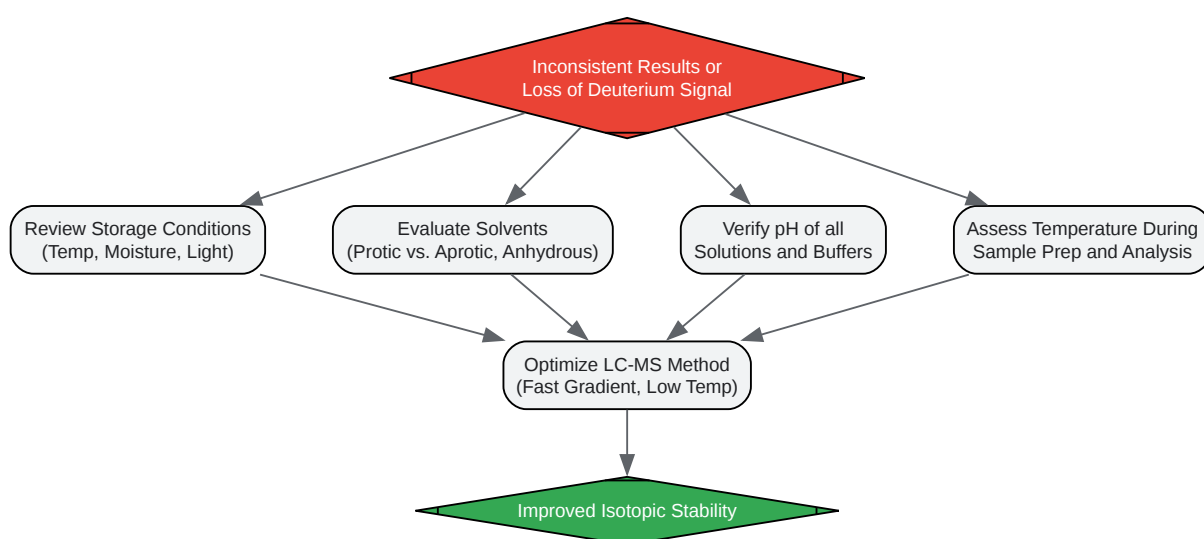 Inconsistent Results or
Loss of Deuterium Signal
Review Storage Conditions
(Temp, Moisture, Light)
Evaluate Solvents
(Protic vs. Aprotic, Anhydrous)
Verify pH of all
Solutions and Buffers
Assess Temperature During
Sample Prep and Analysis
Optimize LC-MS Method
(Fast Gradient, Low Temp)
Improved Isotopic Stability